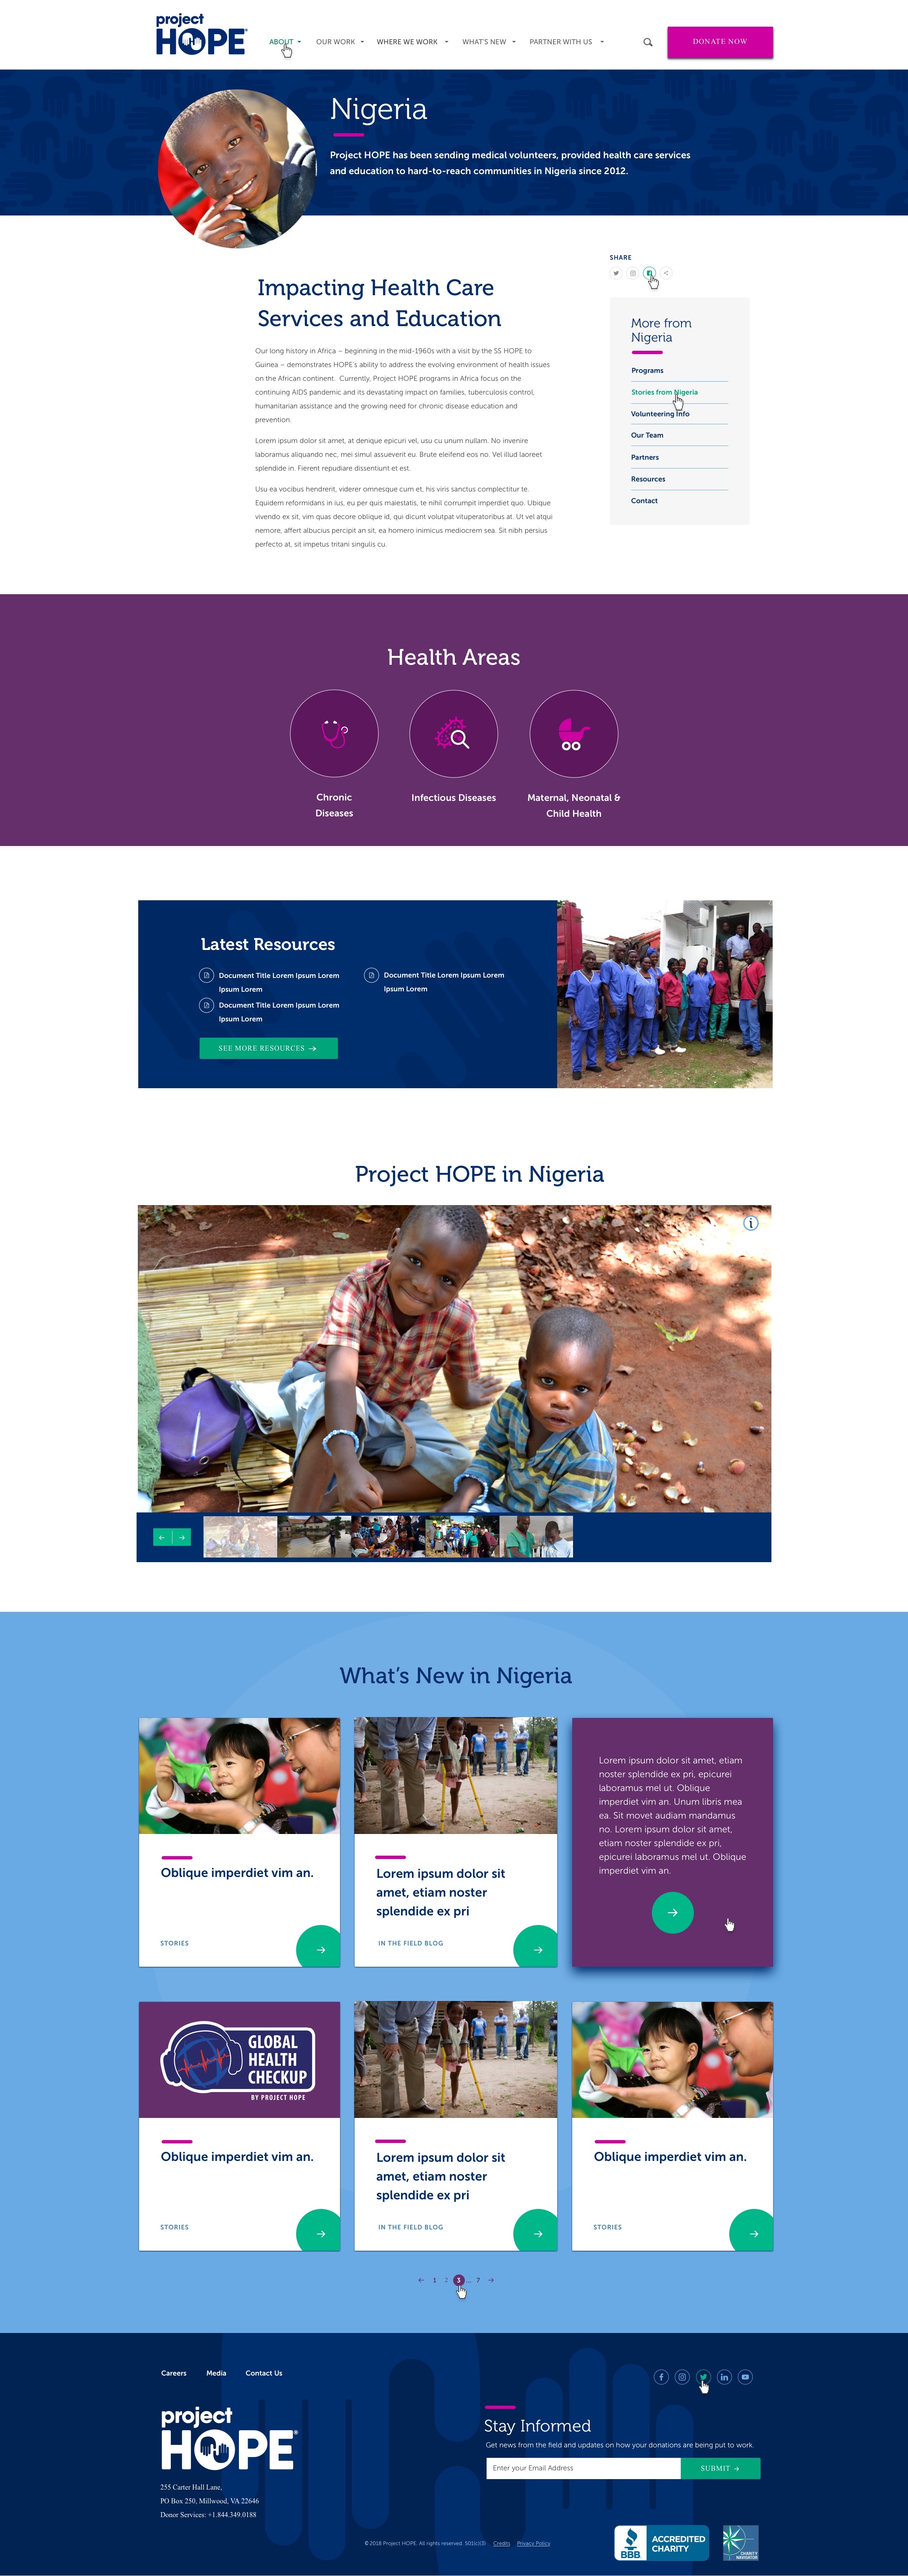 project
HOPE®
ABOUT
OUR WORK
WHERE WE WORK
WHAT'S NEW
PARTNER WITH US
DONATE NOW
Nigeria
Project HOPE has been sending medical volunteers, provided health care services
and education to hard-to-reach communities in Nigeria since 2012.
SHARE
Impacting Health Care
Services and Education
Our long history in Africa – beginning in the mid-1960s with a visit by the SS HOPE to
Guinea – demonstrates HOPE's ability to address the evolving environment of health issues
on the African continent. Currently, Project HOPE programs in Africa focus on the
continuing AIDS pandemic and its devastating impact on families, tuberculosis control,
humanitarian assistance and the growing need for chronic disease education and
prevention.
Lorem ipsum dolor sit amet, at denique epicuri vel, usu cu unum nullam. No invenire
laboramus aliquando nec, mei simul assueverit eu. Brute eleifend eos no. Vel illud laoreet
splendide in. Fierent repudiare dissentiunt et est.
Usu ea vocibus hendrerit, viderer omnesque cum et, his viris sanctus complectitur te.
Equidem reformidans in ius, eu per quis maiestatis, te nihil corrumpit imperdiet quo. Ubique
vivendo ex sit, vim quas decore oblique id, qui dicunt volutpat vituperatoribus at. Ut vel atqui
nemore, affert albucius percipit an sit, ea homero inimicus mediocrem sea. Sit nibh persius
perfecto at, sit impetus tritani singulis cu.
More from
Nigeria
Programs
Stories from Nigeria
Volunteering Info
Our Team
Partners
Resources
Contact
Health Areas
Chronic
Diseases
Infectious Diseases
Maternal, Neonatal &
Child Health
Latest Resources
Document Title Lorem Ipsum Lorem
Ipsum Lorem
Document Title Lorem Ipsum Lorem
Ipsum Lorem
Document Title Lorem Ipsum Lorem
Ipsum Lorem
SEE MORE RESOURCES →
Project HOPE in Nigeria
i
← →
What's New in Nigeria
Oblique imperdiet vim an.
STORIES
→
Lorem ipsum dolor sit
amet, etiam noster
splendide ex pri
IN THE FIELD BLOG
→
Lorem ipsum dolor sit amet, etiam
noster splendide ex pri, epicurei
laboramus mel ut. Oblique
imperdiet vim an. Unum libris mea
ea. Sit movet audiam mandamus
no. Lorem ipsum dolor sit amet,
etiam noster splendide ex pri,
epicurei laboramus mel ut. Oblique
imperdiet vim an.
→
GLOBAL
HEALTH
CHECKUP
BY PROJECT HOPE
Oblique imperdiet vim an.
STORIES
→
Lorem ipsum dolor sit
amet, etiam noster
splendide ex pri
IN THE FIELD BLOG
→
Oblique imperdiet vim an.
STORIES
→
← 1 2 3 ... 7 →
Careers
Media
Contact Us
project
HOPE®
255 Carter Hall Lane,
PO Box 250, Millwood, VA 22646
Donor Services: +1.844.349.0188
Stay Informed
Get news from the field and updates on how your donations are being put to work.
Enter your Email Address
SUBMIT →
© 2018 Project HOPE. All rights reserved. 501(c)(3)
Credits
Privacy Policy
BBB
ACCREDITED
CHARITY
CHARITY
NAVIGATOR